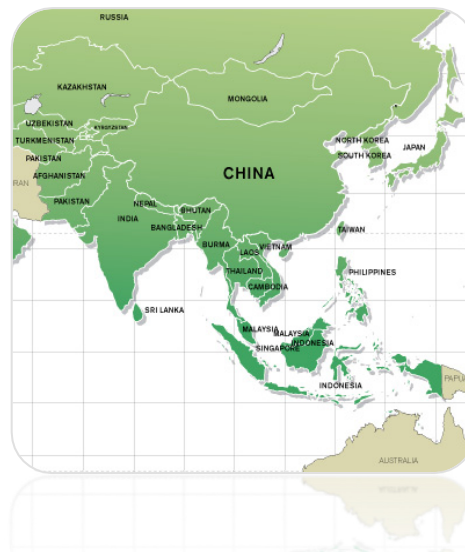 RUSSIA
KAZAKHSTAN
MONGOLIA
UZBEKISTAN
KYRGYZSTAN
TURKMENISTAN
NORTH KOREA
JAPAN
PAKISTAN
SOUTH KOREA
CHINA
AFGHANISTAN
IRAN
PAKISTAN
NEPAL
BHUTAN
INDIA
BANGLADESH
TAIWAN
BURMA
VIETNAM
LAOS
THAILAND
PHILIPPINES
CAMBODIA
SRI LANKA
MALAYSIA
MALAYSIA
INDONESIA
SINGAPORE
INDONESIA
PAPU
AUSTRALIA